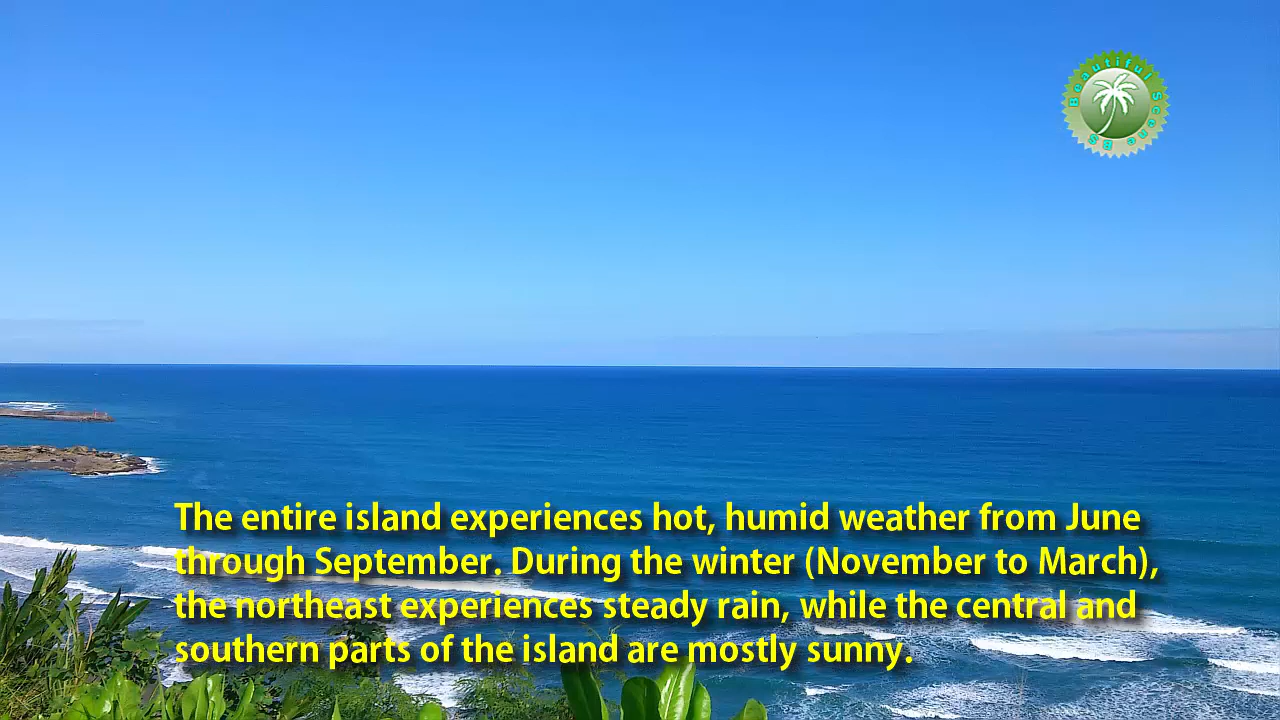 Beautiful Scene BS
The entire island experiences hot, humid weather from June
through September. During the winter (November to March),
the northeast experiences steady rain, while the central and
southern parts of the island are mostly sunny.